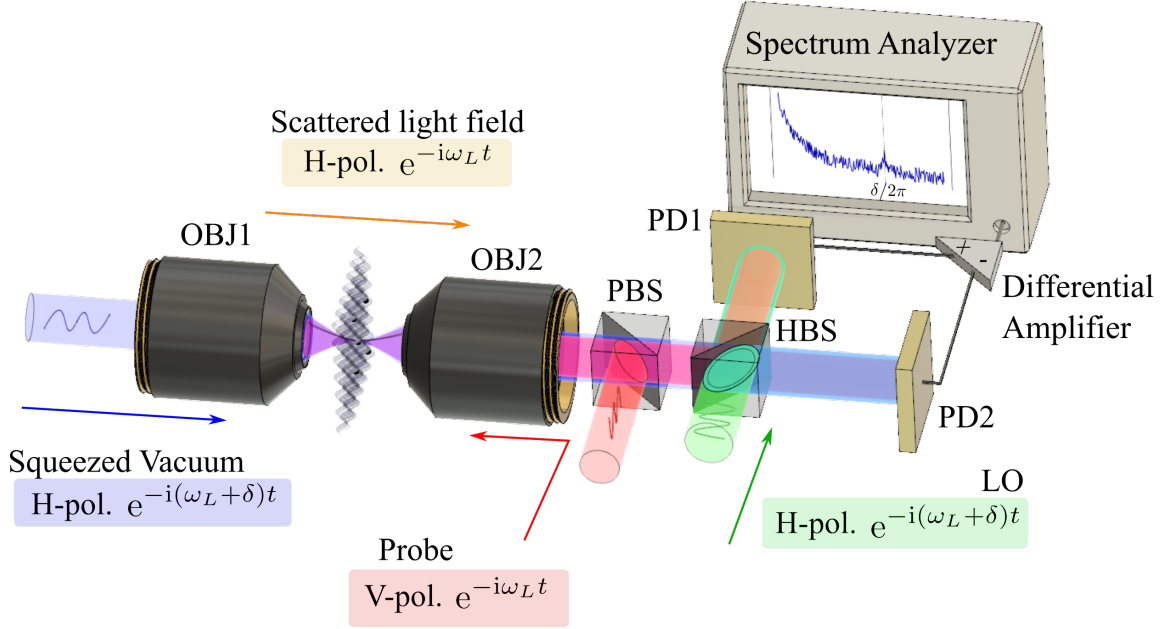 Spectrum Analyzer
δ/2π
Scattered light field
H-pol. e^{-iω_L t}
OBJ1
OBJ2
PD1
PBS
HBS
+
-
Differential
Amplifier
PD2
Squeezed Vacuum
H-pol. e^{-i(ω_L+δ)t}
LO
H-pol. e^{-i(ω_L+δ)t}
Probe
V-pol. e^{-iω_L t}